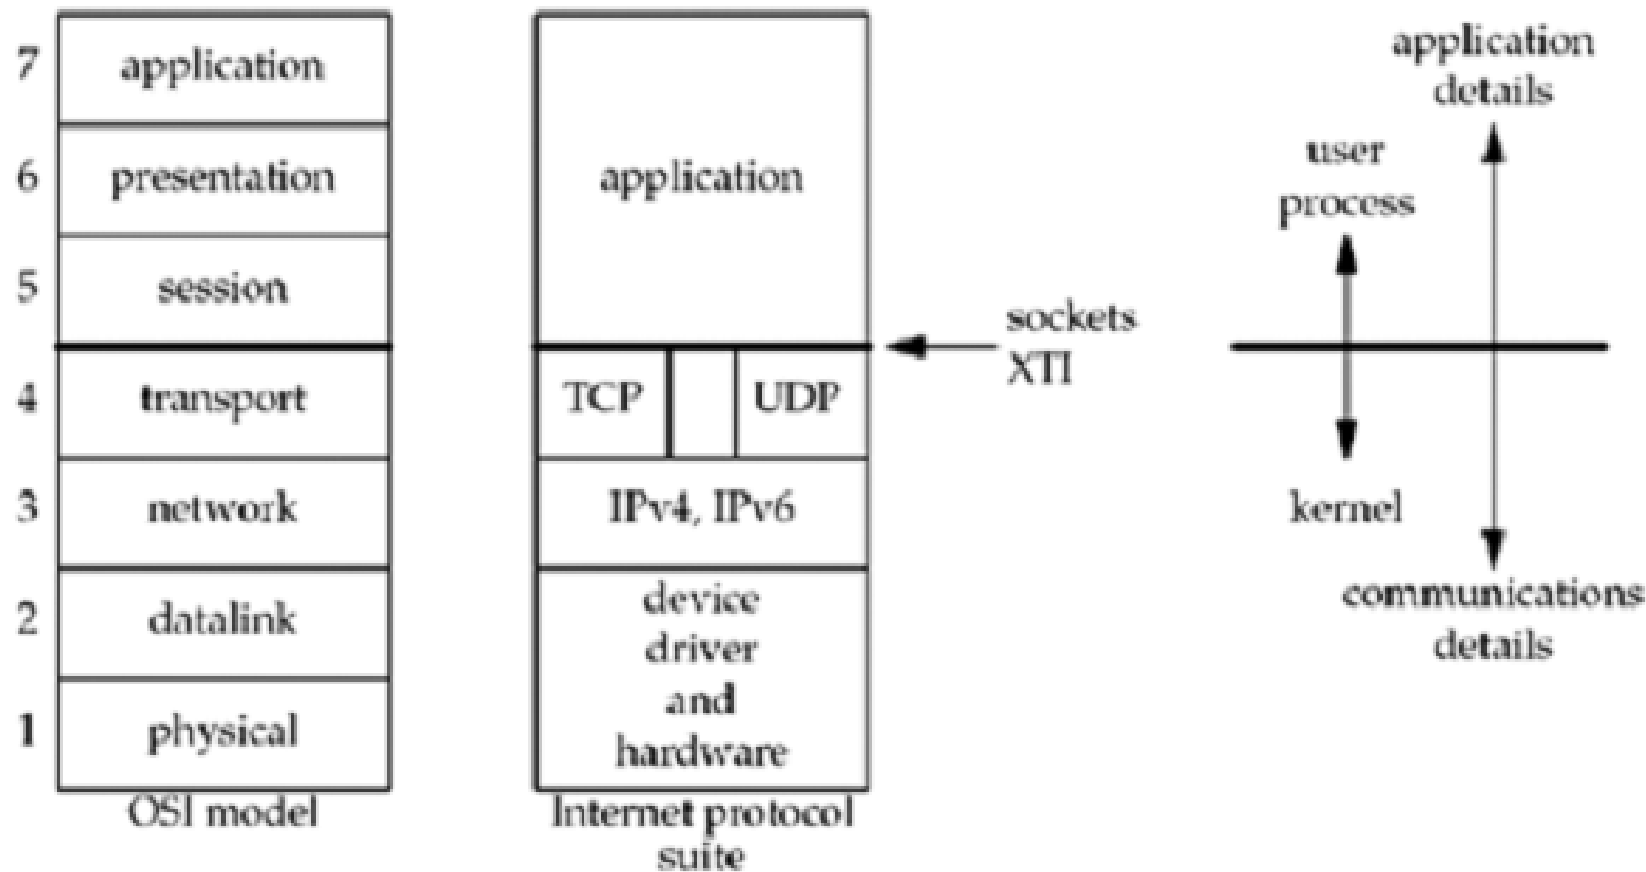 7
application
6
presentation
5
session
4
transport
3
network
2
datalink
1
physical
OSI model
application
TCP
UDP
IPv4, IPv6
device
driver
and
hardware
Internet protocol
suite
sockets
XTI
application
details
user
process
kernel
communications
details